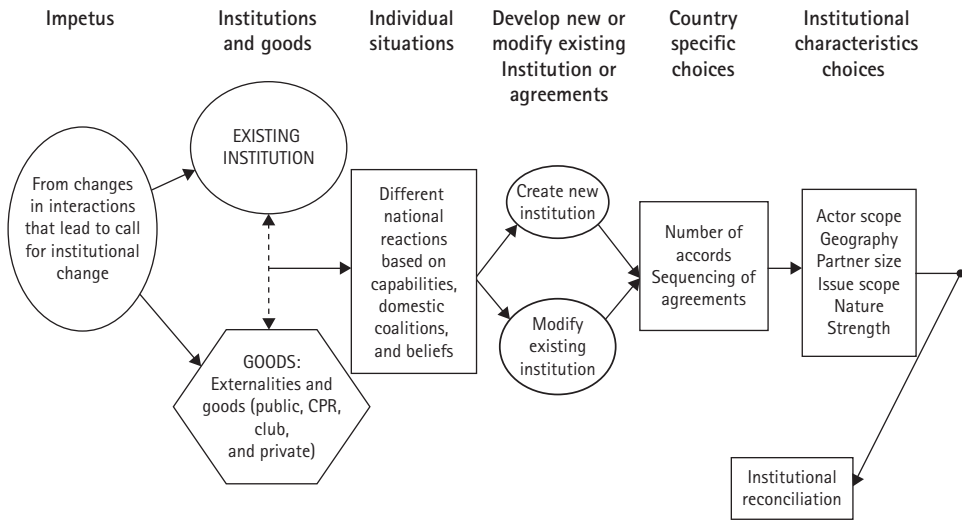 Impetus
Institutions
and goods
Individual
situations
Develop new or
modify existing
Institution or
agreements
Country
specific
choices
Institutional
characteristics
choices
From changes
in interactions
that lead to call
for institutional
change
EXISTING
INSTITUTION
GOODS:
Externalities and
goods (public, CPR,
club,
and private)
Different
national
reactions
based on
capabilities,
domestic
coalitions,
and beliefs
Create new
institution
Modify
existing
institution
Number of
accords
Sequencing of
agreements
Actor scope
Geography
Partner size
Issue scope
Nature
Strength
Institutional
reconciliation